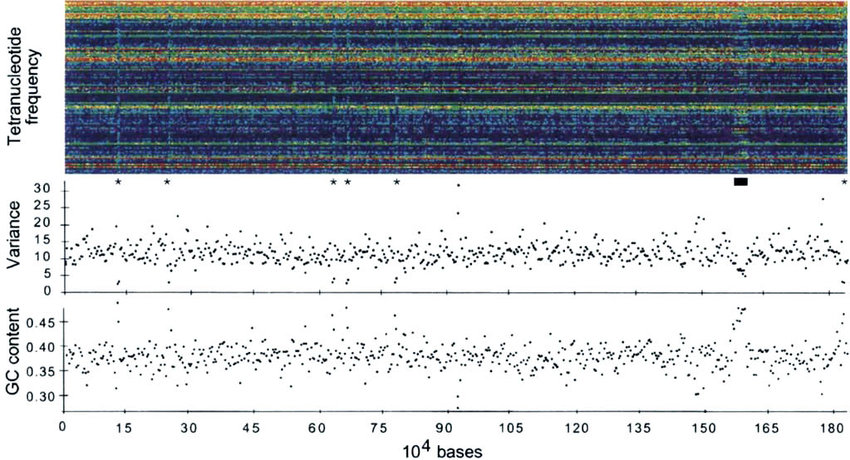 Tetranucleotide
frequency
* * * * * *
Variance
30
25
20
15
10
5
0
GC content
0.45
0.40
0.35
0.30
0 15 30 45 60 75 90 105 120 135 150 165 180
10⁴ bases